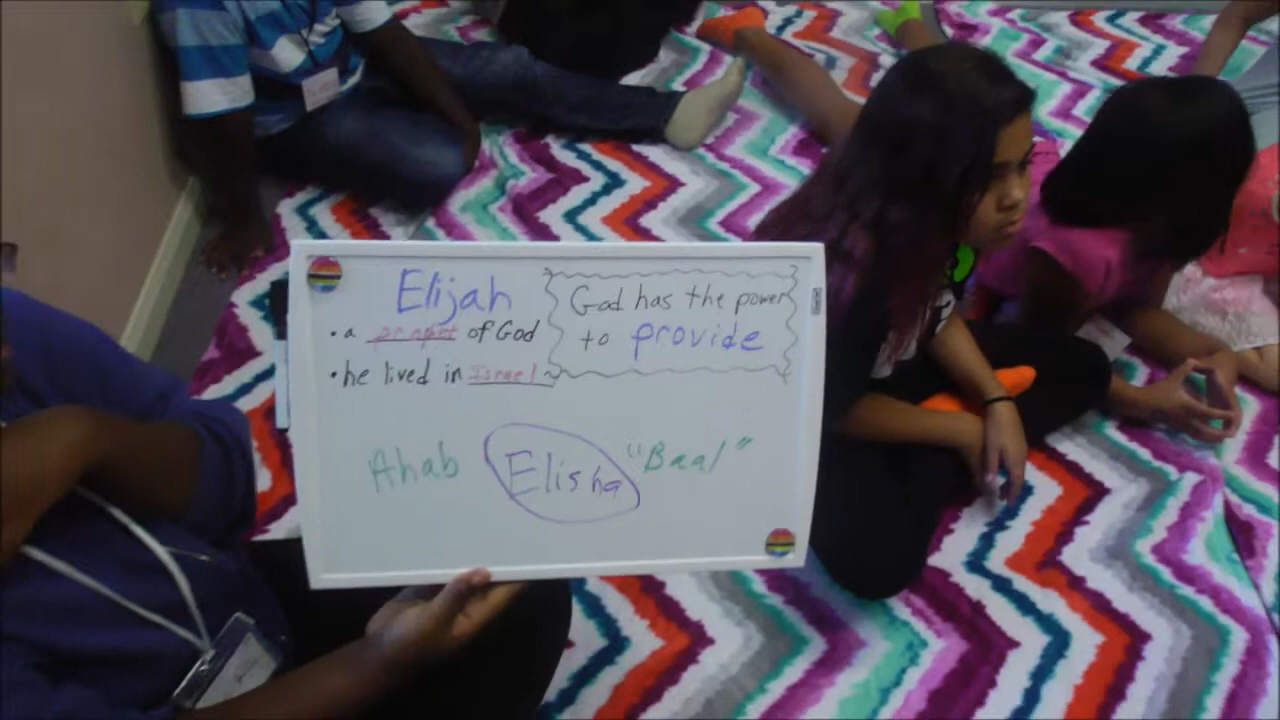 Elijah
• a prophet of God
• he lived in Israel
God has the power
to provide
Ahab Elisha "Baal"